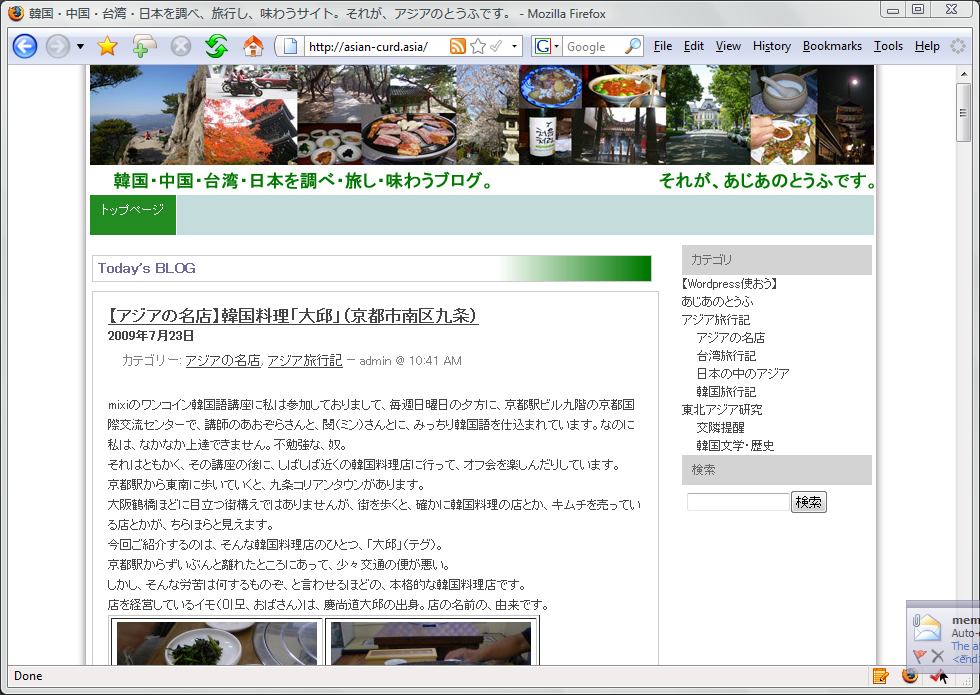 韓国・中国・台湾・日本を調べ、旅行し、味わうサイト。それが、アジアのとうふです。 - Mozilla Firefox
http://asian-curd.asia/
G
Google
File Edit View History Bookmarks Tools Help
韓国・中国・台湾・日本を調べ・旅し・味わうブログ。
それが、あじあのとうふです。
トップページ
Today's BLOG
【アジアの名店】韓国料理「大邱」（京都市南区九条）
2009年7月23日
カテゴリー: アジアの名店, アジア旅行記 — admin @ 10:41 AM
mixiのワンコイン韓国語講座に私は参加しておりまして、毎週日曜日の夕方に、京都駅ビル九階の京都国
際交流センターで、講師のあおぞらさんと、閔(ミン)さんとに、みっちり韓国語を仕込まれています。なのに
私は、なかなか上達できません。不勉強な、奴。
それはともかく、その講座の後に、しばしば近くの韓国料理店に行って、オフ会を楽しんだりしています。
京都駅から東南に歩いていくと、九条コリアンタウンがあります。
大阪鶴橋ほどに目立つ街構えではありませんが、街を歩くと、確かに韓国料理の店とか、キムチを売ってい
る店とかが、ちらほらと見えます。
今回ご紹介するのは、そんな韓国料理店のひとつ、「大邱」（テグ）。
京都駅からずいぶんと離れたところにあって、少々交通の便が悪い。
しかし、そんな労苦は何するものぞ、と言わせるほどの、本格的な韓国料理店です。
店を経営しているイモ（이모、おばさん）は、慶尚道大邱の出身。店の名前の、由来です。
カテゴリ
【Wordpress使おう】
あじあのとうふ
アジア旅行記
アジアの名店
台湾旅行記
日本の中のアジア
韓国旅行記
東北アジア研究
交隣提醒
韓国文学・歴史
検索
検索
mem
Auto-
The a
<end:
Done